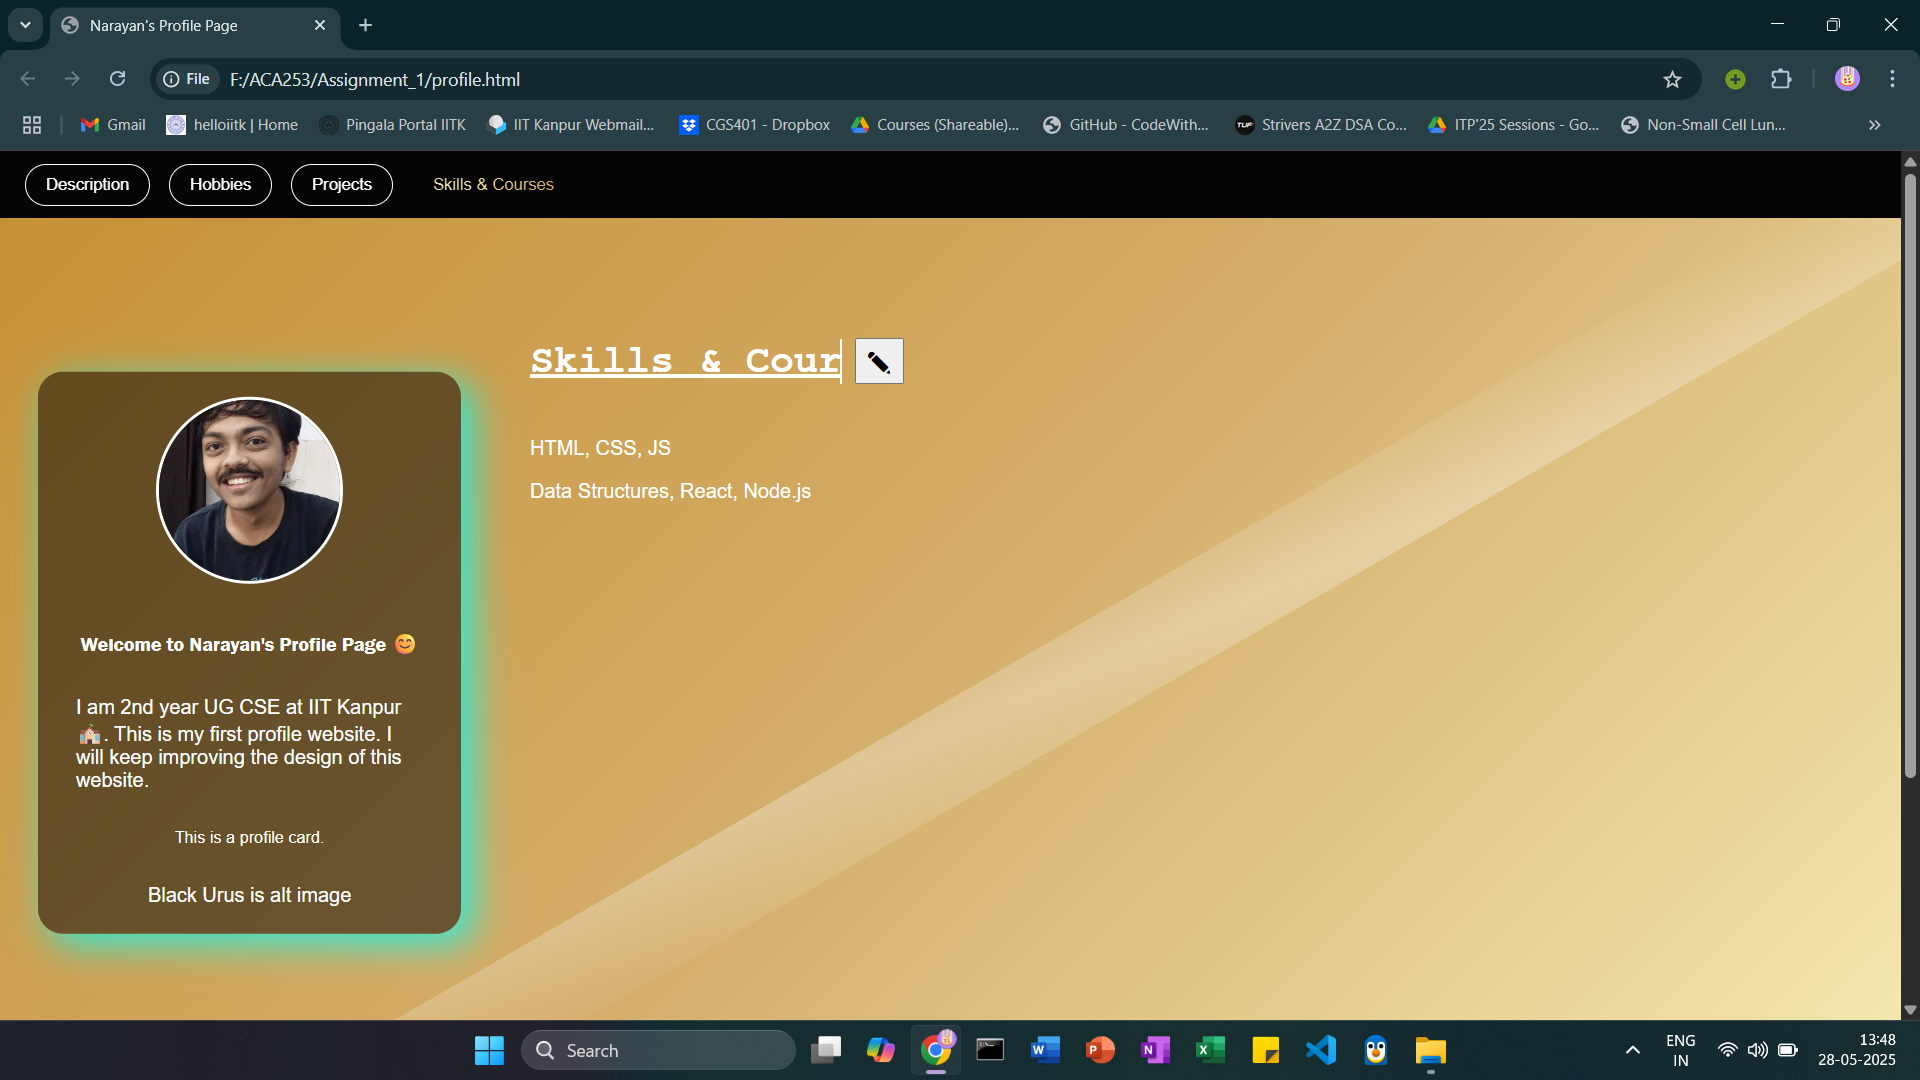 Narayan's Profile Page
File
F:/ACA253/Assignment_1/profile.html
Gmail
helloiitk | Home
Pingala Portal IITK
IIT Kanpur Webmail...
CGS401 - Dropbox
Courses (Shareable)...
GitHub - CodeWith...
TUF
Strivers A2Z DSA Co...
ITP'25 Sessions - Go...
Non-Small Cell Lun...
Description
Hobbies
Projects
Skills & Courses
Skills & Cour
HTML, CSS, JS
Data Structures, React, Node.js
Welcome to Narayan's Profile Page 😊
I am 2nd year UG CSE at IIT Kanpur
🏫. This is my first profile website. I
will keep improving the design of this
website.
This is a profile card.
Black Urus is alt image
Search
W
P
N
X
ENG
IN
13:48
28-05-2025